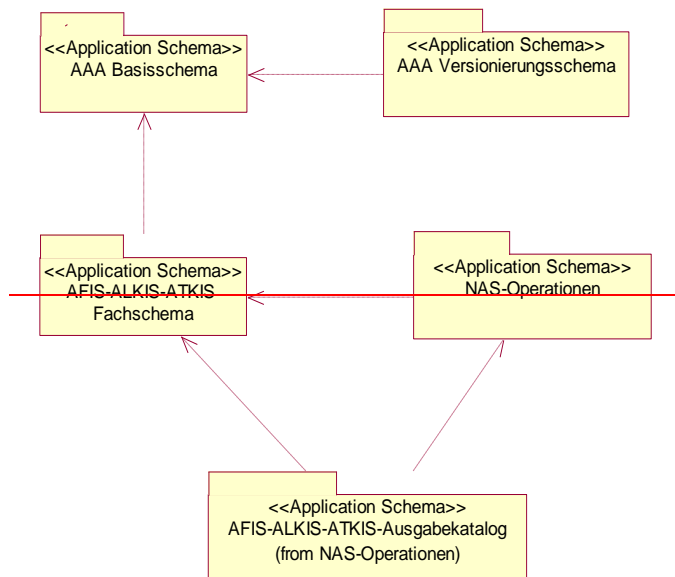 <<Application Schema>>
AAA Basisschema
<<Application Schema>>
AAA Versionierungsschema
<<Application Schema>>
AFIS-ALKIS-ATKIS
Fachschema
<<Application Schema>>
NAS-Operationen
<<Application Schema>>
AFIS-ALKIS-ATKIS-Ausgabekatalog
(from NAS-Operationen)